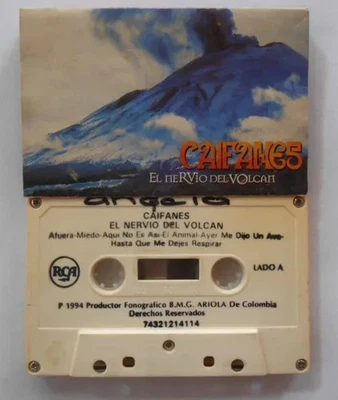 CAIFANES
EL NERVIO DEL VOLCAN
angela
CAIFANES
EL NERVIO DEL VOLCAN
Afuera-Miedo-Aqui No Es Asi-El Animal-Ayer Me Dijo Un Ave-
Hasta Que Me Dejes Respirar
RCA
LADO A
P 1994 Productor Fonografico B.M.G. ARIOLA De Colombia
Derechos Reservados
74321214114